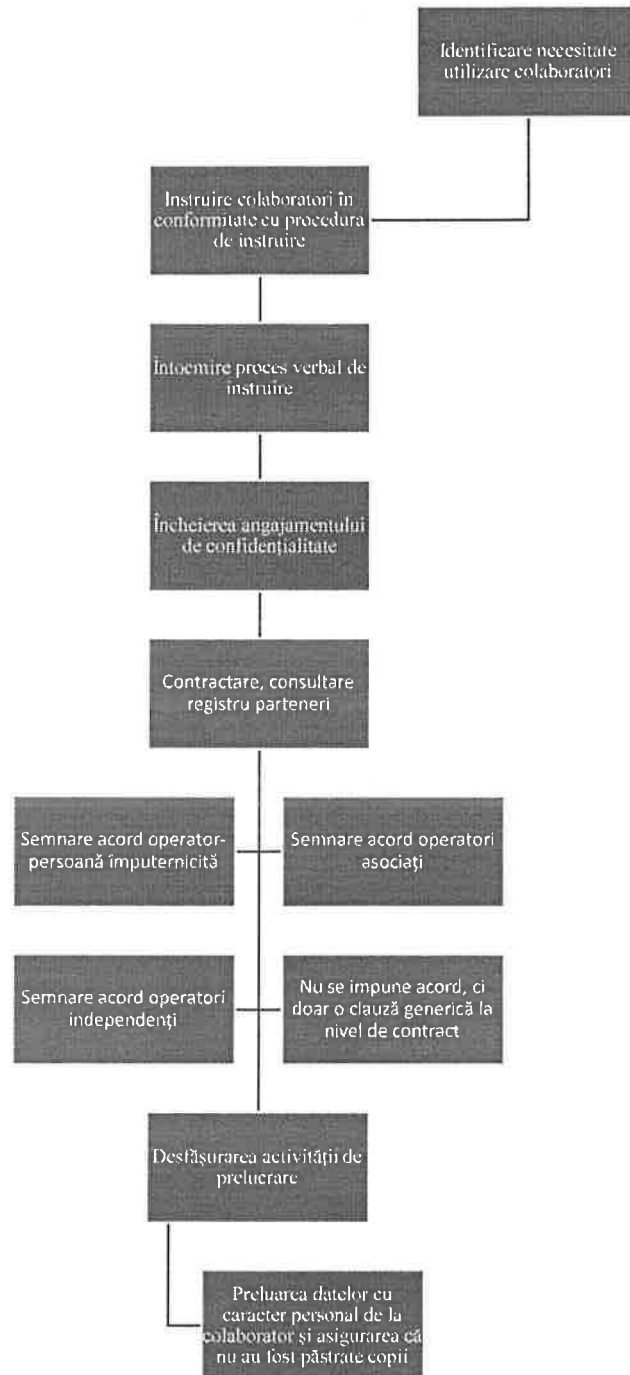 Identificare necesitate
utilizare colaboratori
Instruire colaboratori în
conformitate cu procedura
de instruire
Întocmire proces verbal de
instruire
Încheierea angajamentului
de confidențialitate
Contractare, consultare
registru parteneri
Semnare acord operator-
persoană împuternicită
Semnare acord operatori
asociați
Semnare acord operatori
independenți
Nu se impune acord, ci
doar o clauză generică la
nivel de contract
Desfășurarea activității de
prelucrare
Preluarea datelor cu
caracter personal de la
colaborator și asigurarea că
nu au fost păstrate copii